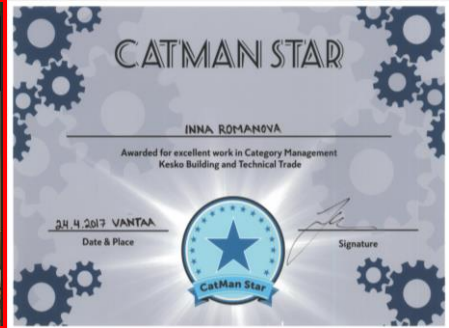 CATMAN STAR
INNA ROMANOVA
Awarded for excellent work in Category Management
Kesko Building and Technical Trade
24.4.2017 VANTAA
Date & Place
Signature
CatMan Star